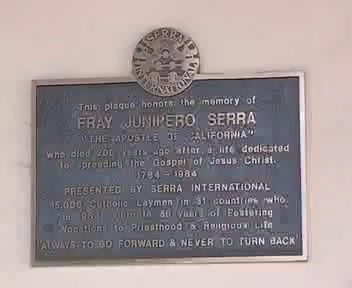 SERRA
INTERNATIONAL
This plaque honors the memory of
FRAY JUNIPERO SERRA
"THE APOSTLE OF CALIFORNIA"
who died 200 years ago after a life dedicated
to spreading the Gospel of Jesus Christ.
1784 - 1984
PRESENTED BY SERRA INTERNATIONAL
15,000 Catholic Laymen in 31 countries who
in 50 Years of Fostering
Vocations to Priesthood & Religious Life
"ALWAYS TO GO FORWARD & NEVER TO TURN BACK"